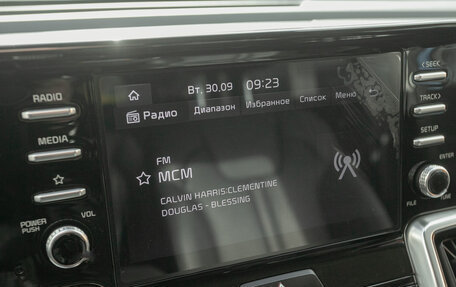 RADIO
MEDIA
POWER PUSH
VOL
Вт, 30.09 09:23
Радио Диапазон Избранное Список Меню
FM
МСМ
CALVIN HARRIS:CLEMENTINE
DOUGLAS - BLESSING
< SEEK
TRACK >
SETUP
ENTER
FILE
TUNE